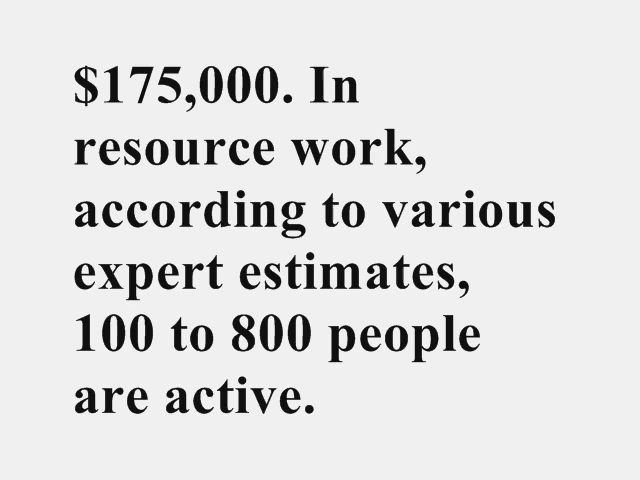 $175,000. In
resource work,
according to various
expert estimates,
100 to 800 people
are active.